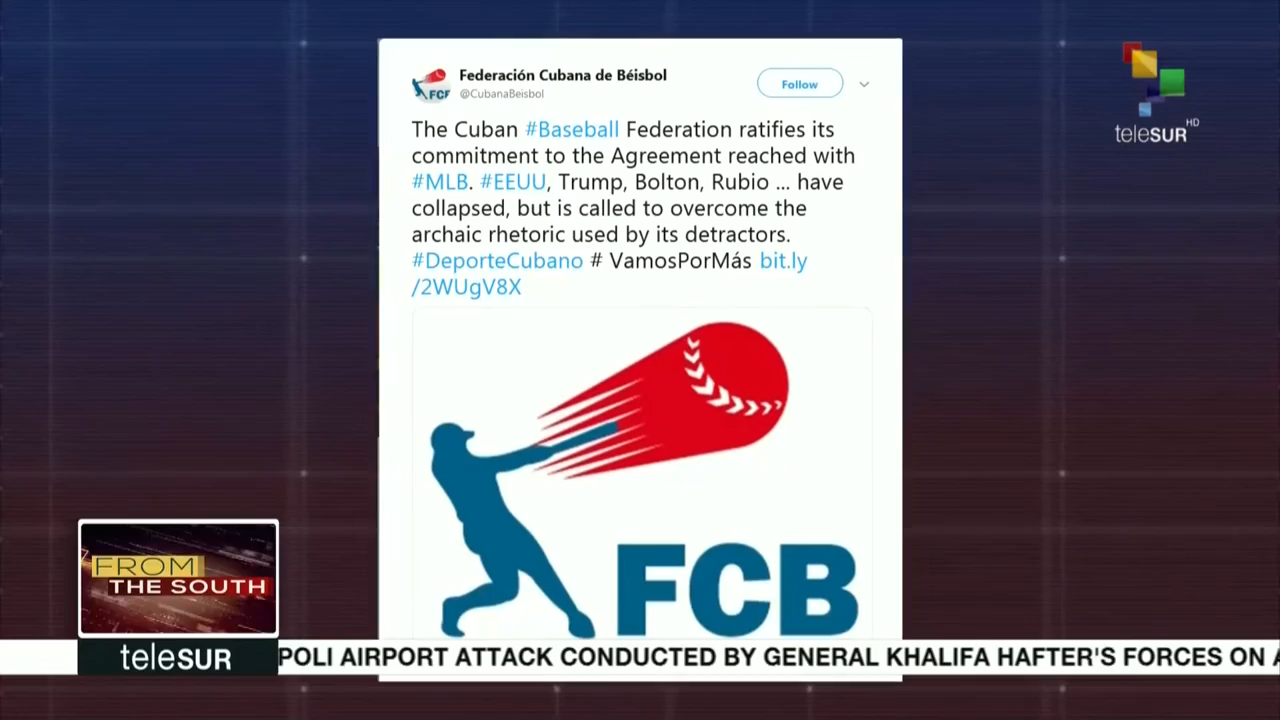 Federación Cubana de Béisbol
@CubanaBeisbol
Follow
The Cuban #Baseball Federation ratifies its
commitment to the Agreement reached with
#MLB. #EEUU, Trump, Bolton, Rubio ... have
collapsed, but is called to overcome the
archaic rhetoric used by its detractors.
#DeporteCubano # VamosPorMás bit.ly
/2WUgV8X
FCB
FCB
teleSUR HD
FROM
THE SOUTH
teleSUR
POLI AIRPORT ATTACK CONDUCTED BY GENERAL KHALIFA HAFTER'S FORCES ON A